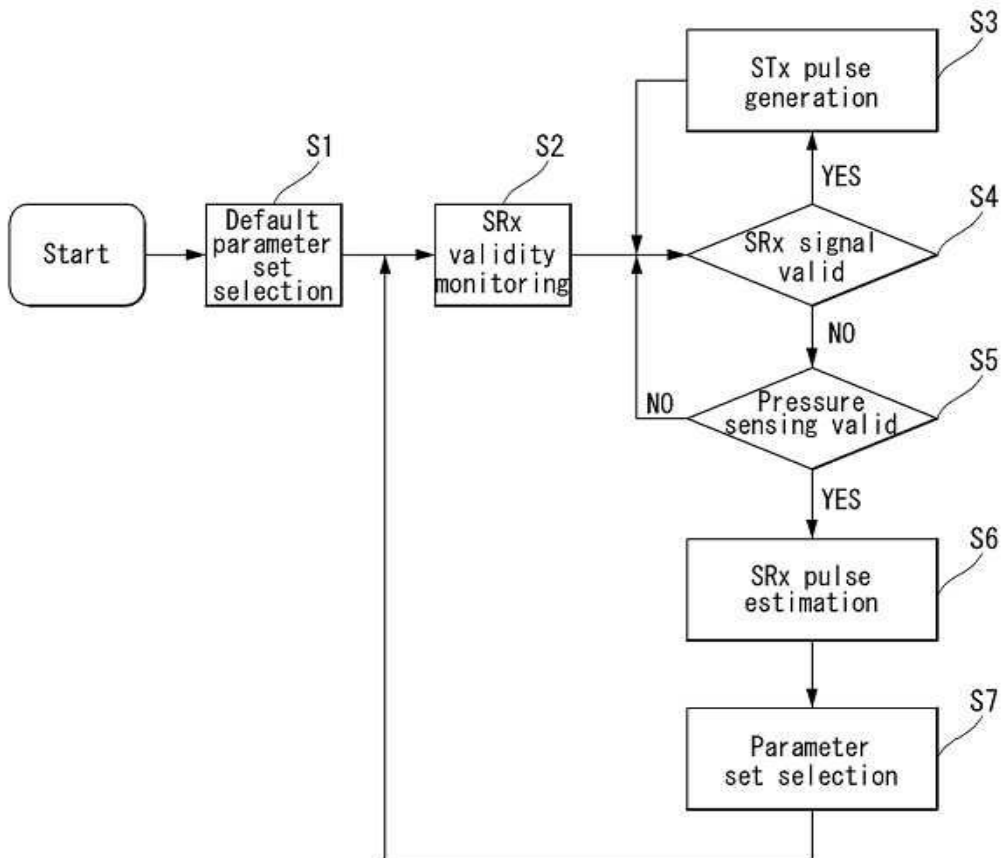 S3
STx pulse
generation
S1
S2
YES
S4
Start
Default
parameter
set
selection
SRx
validity
monitoring
SRx signal
valid
NO
S5
NO
Pressure
sensing valid
YES
S6
SRx pulse
estimation
S7
Parameter
set selection